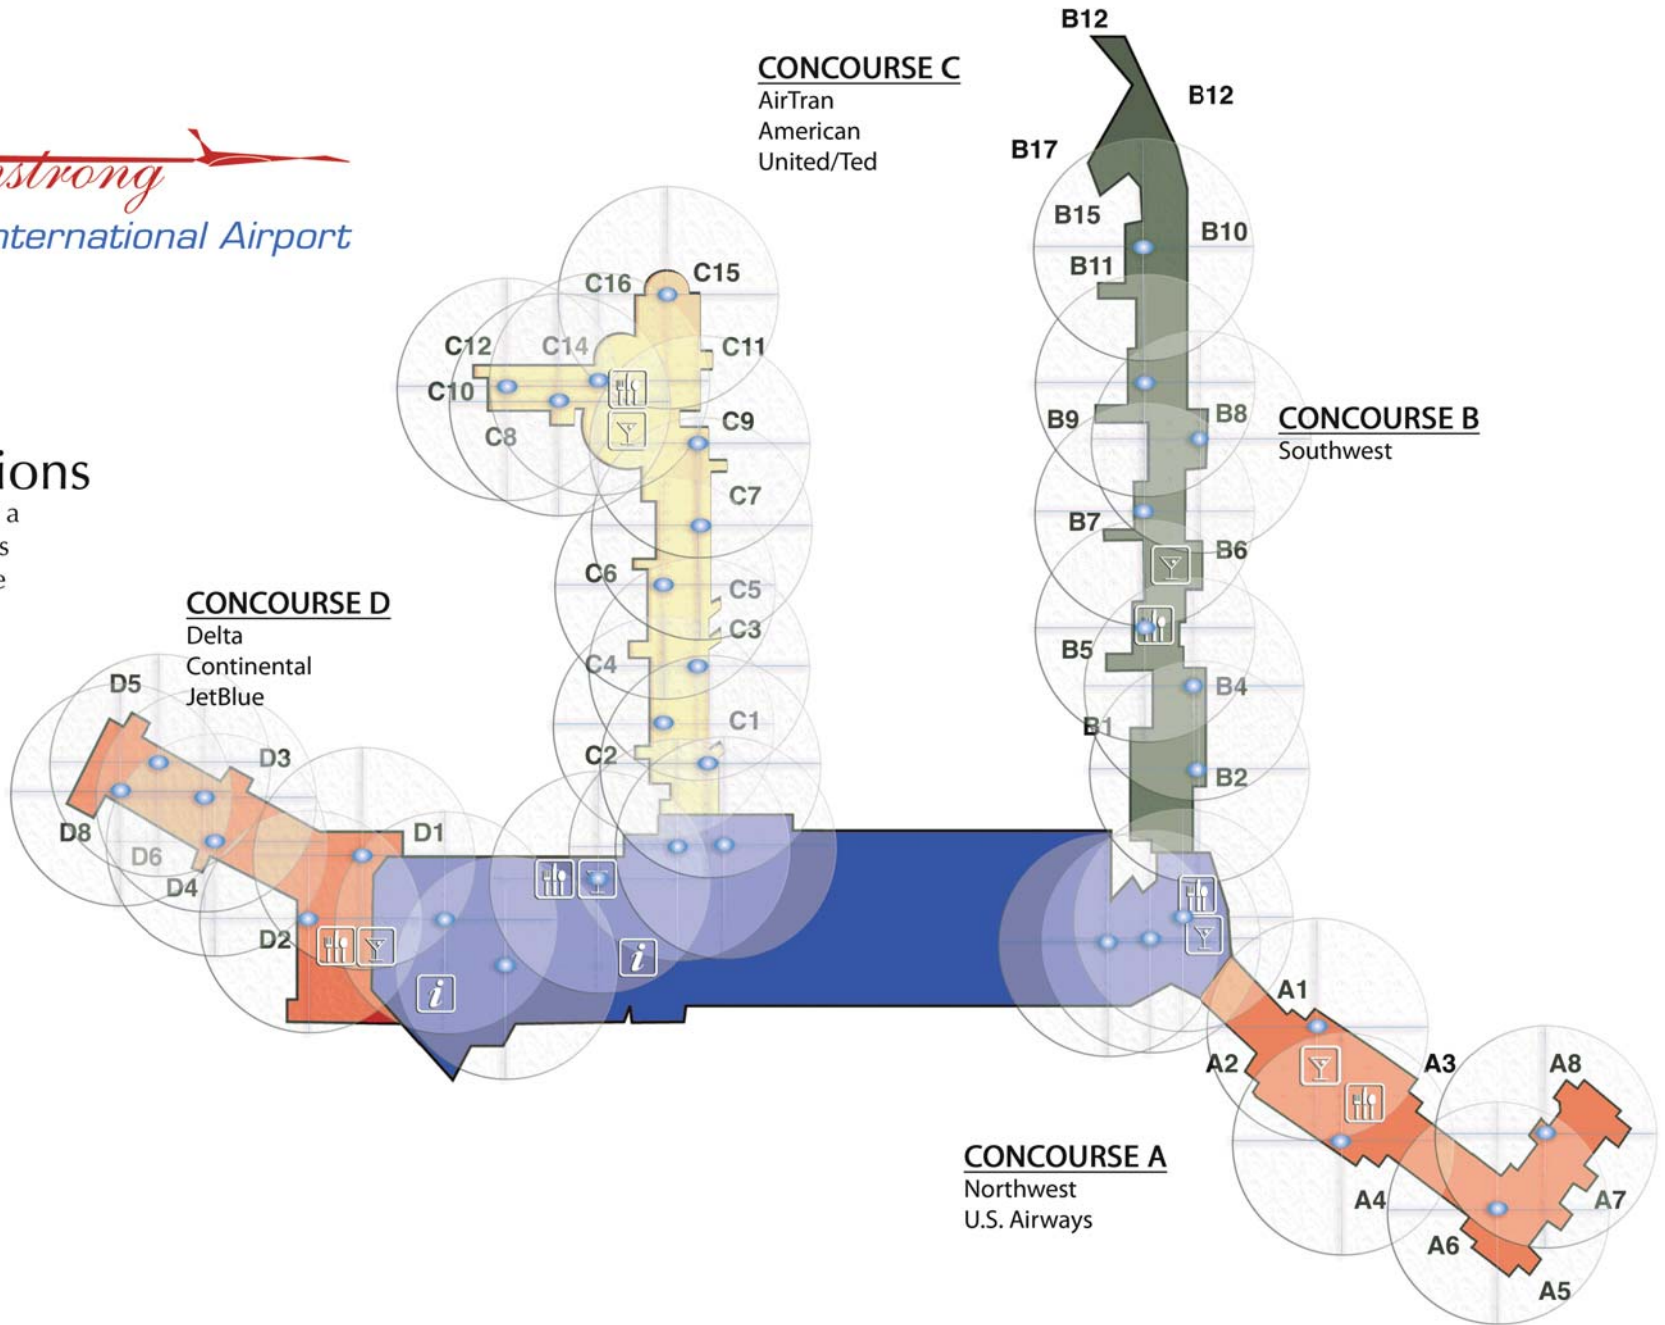 B12
CONCOURSE C
AirTran
American
United/Ted
B12
B17
nstrong
nternational Airport
B15
B10
B11
C16
C15
C12
C14
C11
C10
C8
C9
B9
B8
CONCOURSE B
Southwest
ions
a
s
e
C7
B7
B6
C6
C5
C3
C4
B5
B4
CONCOURSE D
Delta
Continental
JetBlue
D5
C1
C2
B1
B2
D3
D8
D1
D6
D4
D2
i
i
A1
A2
A3
A8
CONCOURSE A
Northwest
U.S. Airways
A4
A7
A6
A5